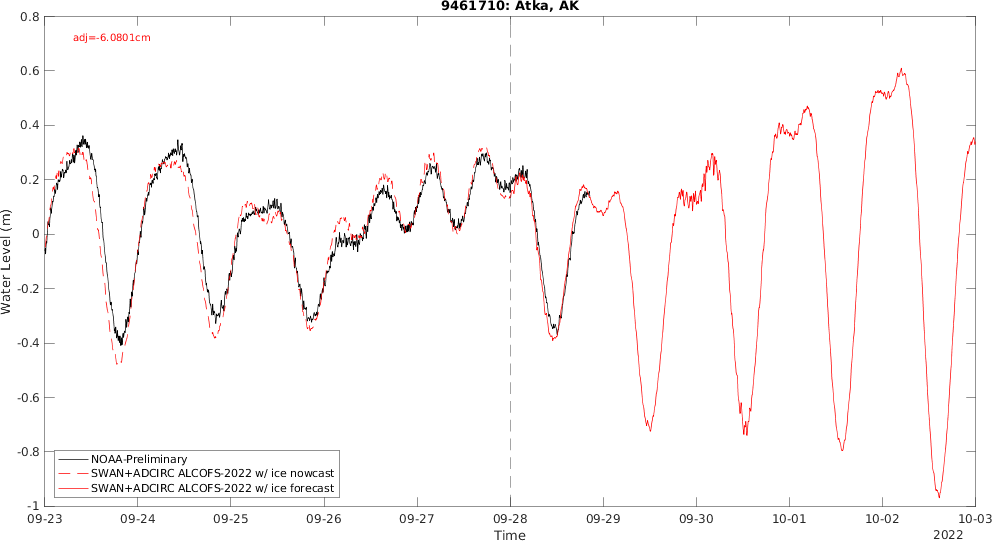 9461710: Atka, AK
adj=-6.0801cm
Water Level (m)
0.8
0.6
0.4
0.2
0
-0.2
-0.4
-0.6
-0.8
-1
NOAA-Preliminary
SWAN+ADCIRC ALCOFS-2022 w/ ice nowcast
SWAN+ADCIRC ALCOFS-2022 w/ ice forecast
09-23 09-24 09-25 09-26 09-27 09-28 09-29 09-30 10-01 10-02 10-03
Time
2022